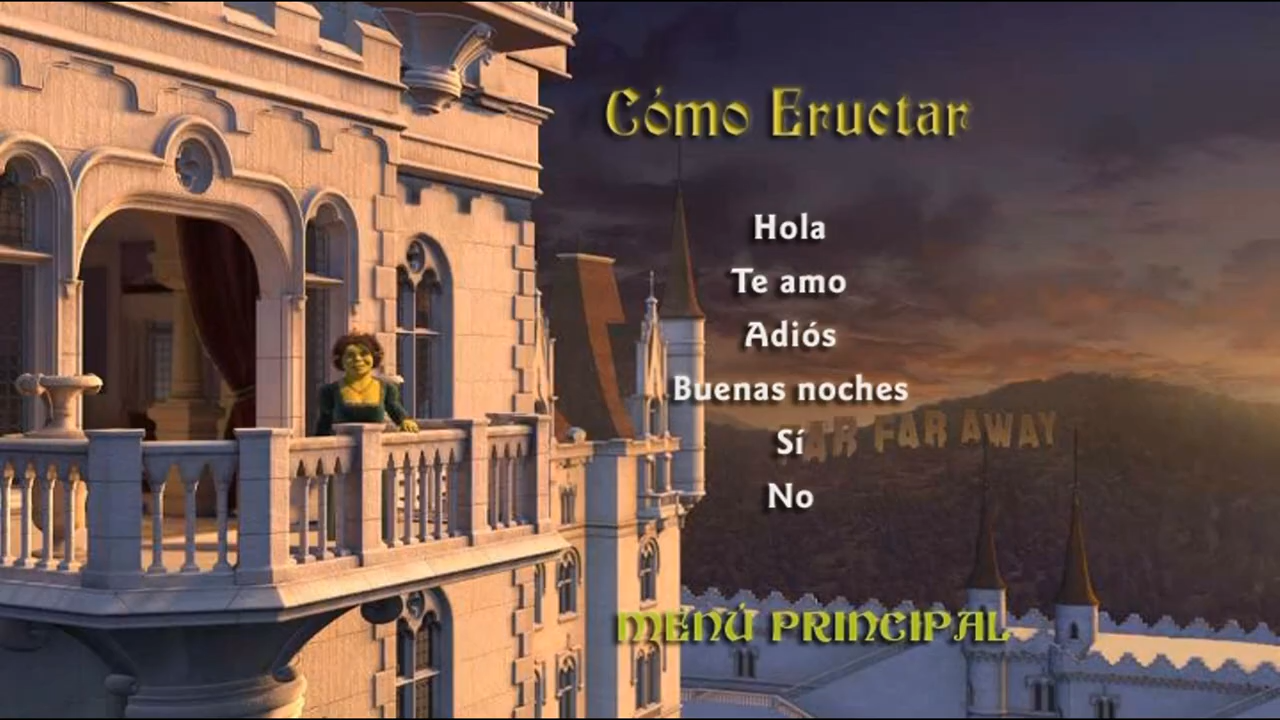 Cómo Eructar
Hola
Te amo
Adiós
Buenas noches
Sí
FAR FAR AWAY
No
MENÚ PRINCIPAL